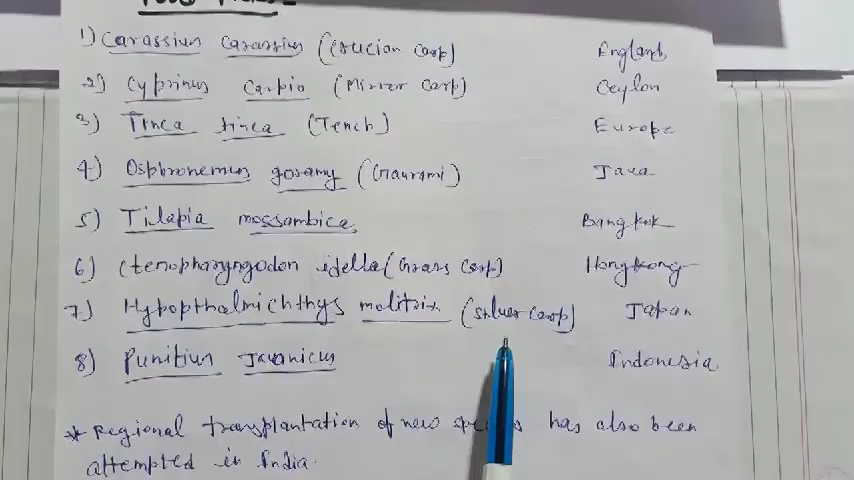 1) Carassius carassius (Crucian carp) England
2) Cyprinus Carpio (Mirror carp) Ceylon
3) Tinca tinca (Tench) Europe
4) Osphronemus goramy (Gaurami) Java
5) Tilapia mossambica Bangkok
6) Ctenopharyngodon idella (Grass Carp) Hongkong
7) Hypopthalmichthys molitrix (Silver carp) Japan
8) Puntius Javanicus Indonesia
* Regional transplantation of new species has also been
attempted in India.